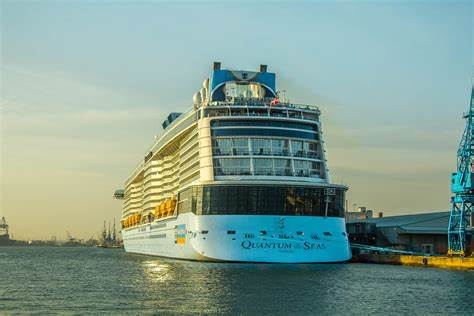 QUANTUM OF THE SEAS